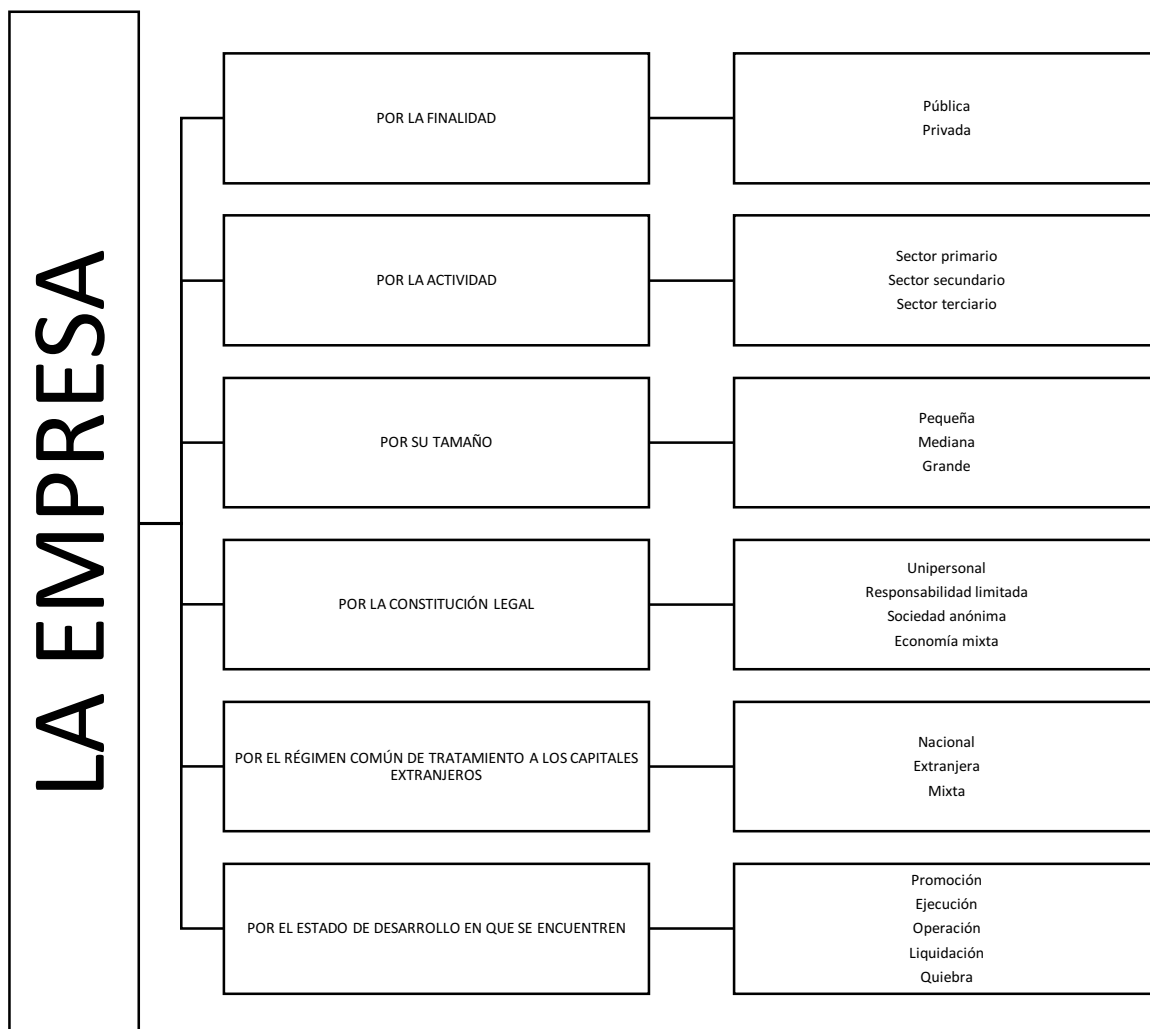 LA EMPRESA
POR LA FINALIDAD
Pública
Privada
POR LA ACTIVIDAD
Sector primario
Sector secundario
Sector terciario
POR SU TAMAÑO
Pequeña
Mediana
Grande
POR LA CONSTITUCIÓN LEGAL
Unipersonal
Responsabilidad limitada
Sociedad anónima
Economía mixta
POR EL RÉGIMEN COMÚN DE TRATAMIENTO A LOS CAPITALES
EXTRANJEROS
Nacional
Extranjera
Mixta
POR EL ESTADO DE DESARROLLO EN QUE SE ENCUENTREN
Promoción
Ejecución
Operación
Liquidación
Quiebra